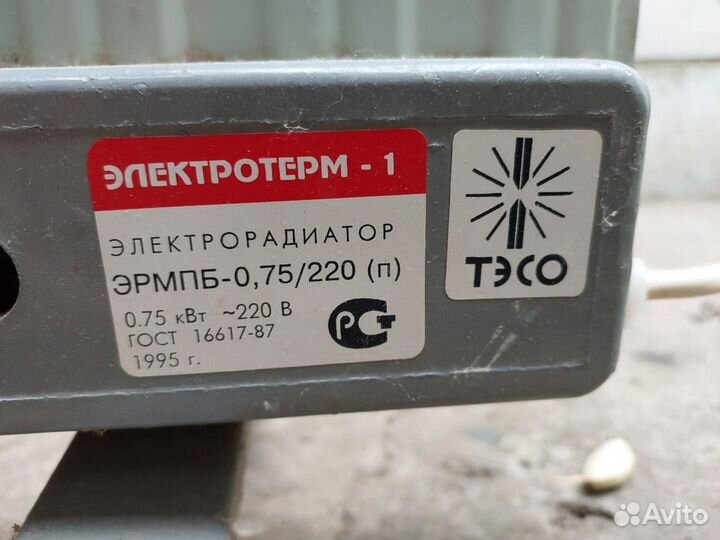 ЭЛЕКТРОТЕРМ - 1
ЭЛЕКТРОРАДИАТОР
ЭРМПБ-0,75/220 (п)
0.75 кВт ~220 В
ГОСТ 16617-87
1995 г.
РСТ
ТЭСО
Avito